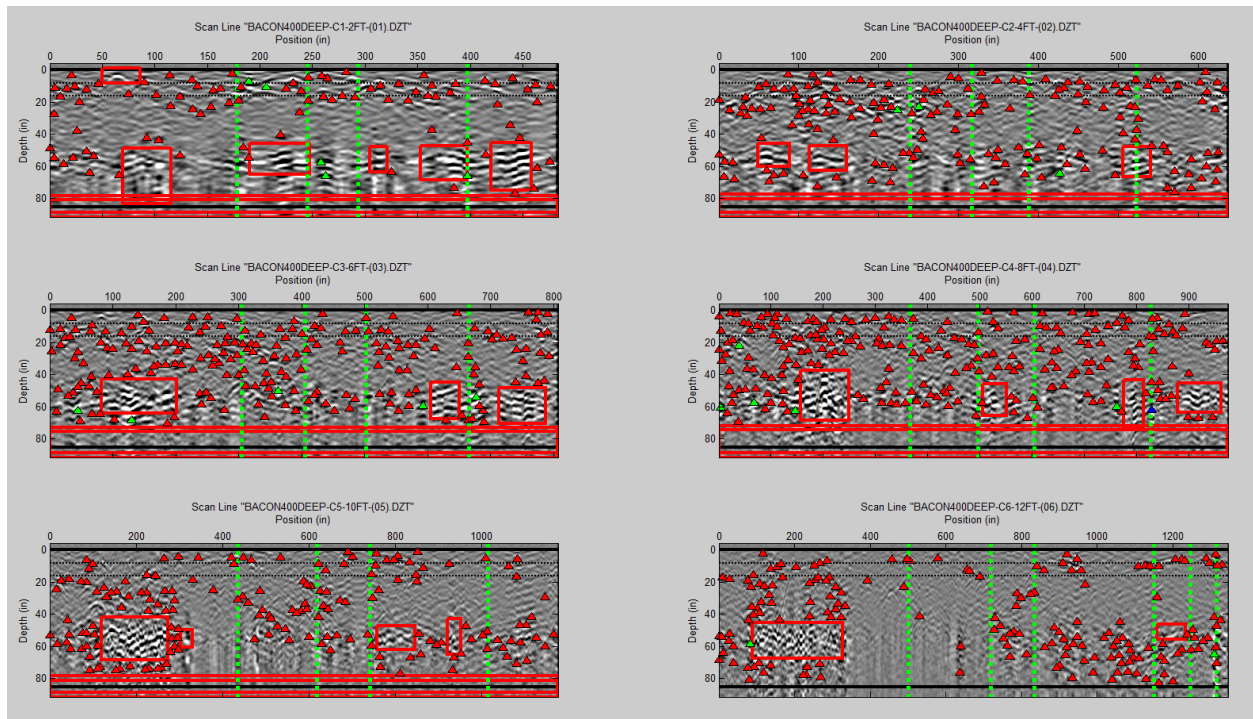 Scan Line "BACON400DEEP-C1-2FT-(01).DZT"
Position (in)
0 50 100 150 200 250 300 350 400 450
Depth (in)
0
20
40
60
80
Scan Line "BACON400DEEP-C2-4FT-(02).DZT"
Position (in)
0 100 200 300 400 500 600
Depth (in)
0
20
40
60
80
Scan Line "BACON400DEEP-C3-6FT-(03).DZT"
Position (in)
0 100 200 300 400 500 600 700 800
Depth (in)
0
20
40
60
80
Scan Line "BACON400DEEP-C4-8FT-(04).DZT"
Position (in)
0 100 200 300 400 500 600 700 800 900
Depth (in)
0
20
40
60
80
Scan Line "BACON400DEEP-C5-10FT-(05).DZT"
Position (in)
0 200 400 600 800 1000
Depth (in)
0
20
40
60
80
Scan Line "BACON400DEEP-C6-12FT-(06).DZT"
Position (in)
0 200 400 600 800 1000 1200
Depth (in)
0
20
40
60
80